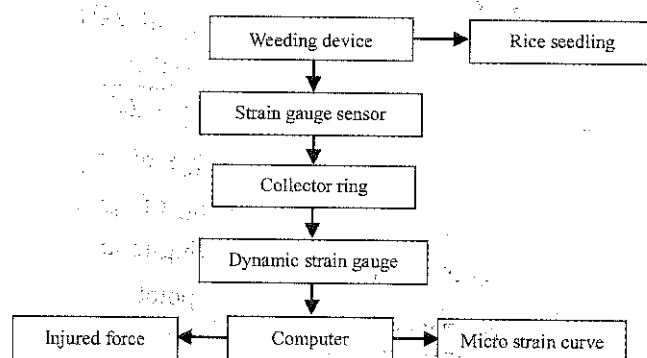 Weeding device
Rice seedling
Strain gauge sensor
Collector ring
Dynamic strain gauge
Injured force
Computer
Micro strain curve